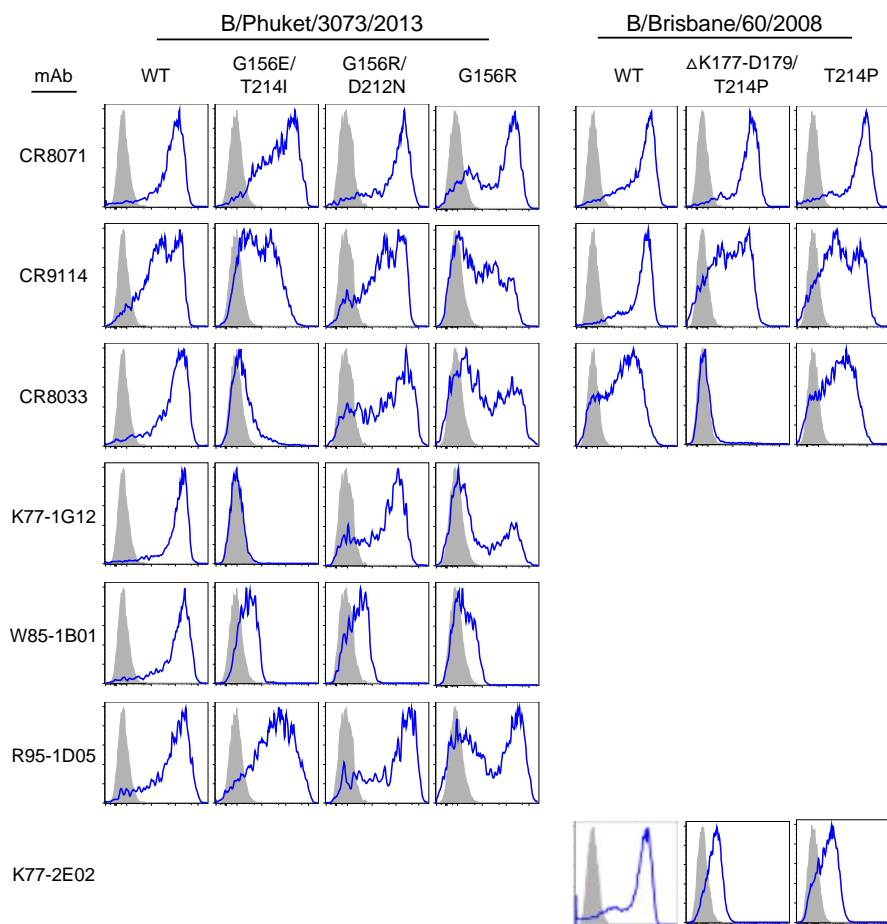 B/Phuket/3073/2013
B/Brisbane/60/2008
mAb
WT
G156E/
T214I
G156R/
D212N
G156R
WT
△K177-D179/
T214P
T214P
CR8071
CR9114
CR8033
K77-1G12
W85-1B01
R95-1D05
K77-2E02